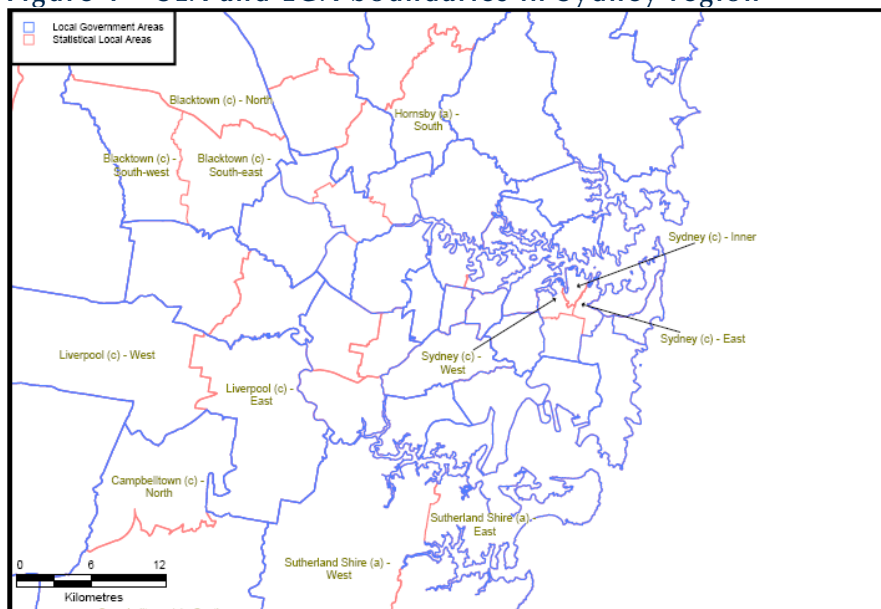 Local Government Areas
Statistical Local Areas
Blacktown (c) - North
Hornsby (a) -
South
Blacktown (c) -
South-west
Blacktown (c) -
South-east
Sydney (c) - Inner
Sydney (c) - East
Sydney (c) -
West
Liverpool (c) - West
Liverpool (c) -
East
Campbelltown (c) -
North
Sutherland Shire (a) -
East
Sutherland Shire (a) -
West
0 6 12
Kilometres